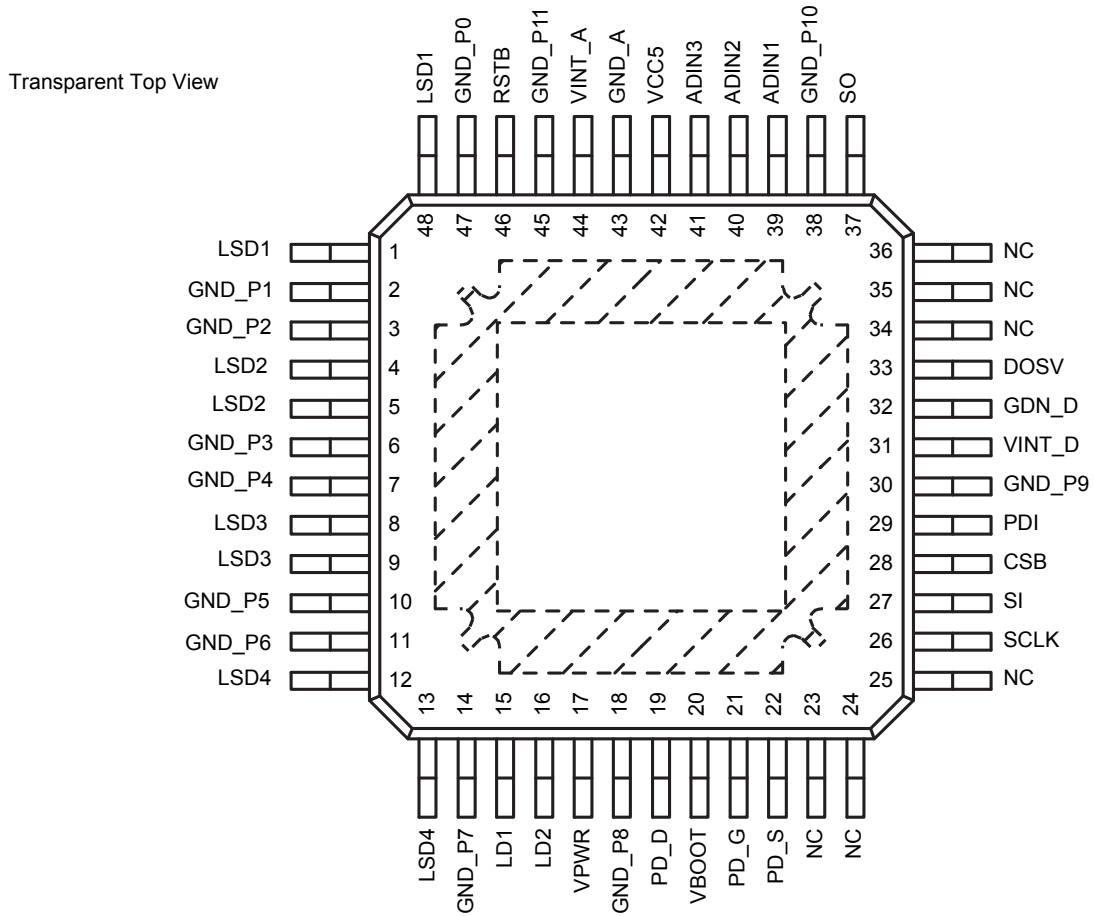 Transparent Top View
LSD1
GND_P0
RSTB
GND_P11
VINT_A
GND_A
VCC5
ADIN3
ADIN2
ADIN1
GND_P10
SO
48
47
46
45
44
43
42
41
40
39
38
37
LSD1 1
GND_P1 2
GND_P2 3
LSD2 4
LSD2 5
GND_P3 6
GND_P4 7
LSD3 8
LSD3 9
GND_P5 10
GND_P6 11
LSD4 12
36 NC
35 NC
34 NC
33 DOSV
32 GDN_D
31 VINT_D
30 GND_P9
29 PDI
28 CSB
27 SI
26 SCLK
25 NC
13
14
15
16
17
18
19
20
21
22
23
24
LSD4
GND_P7
LD1
LD2
VPWR
GND_P8
PD_D
VBOOT
PD_G
PD_S
NC
NC